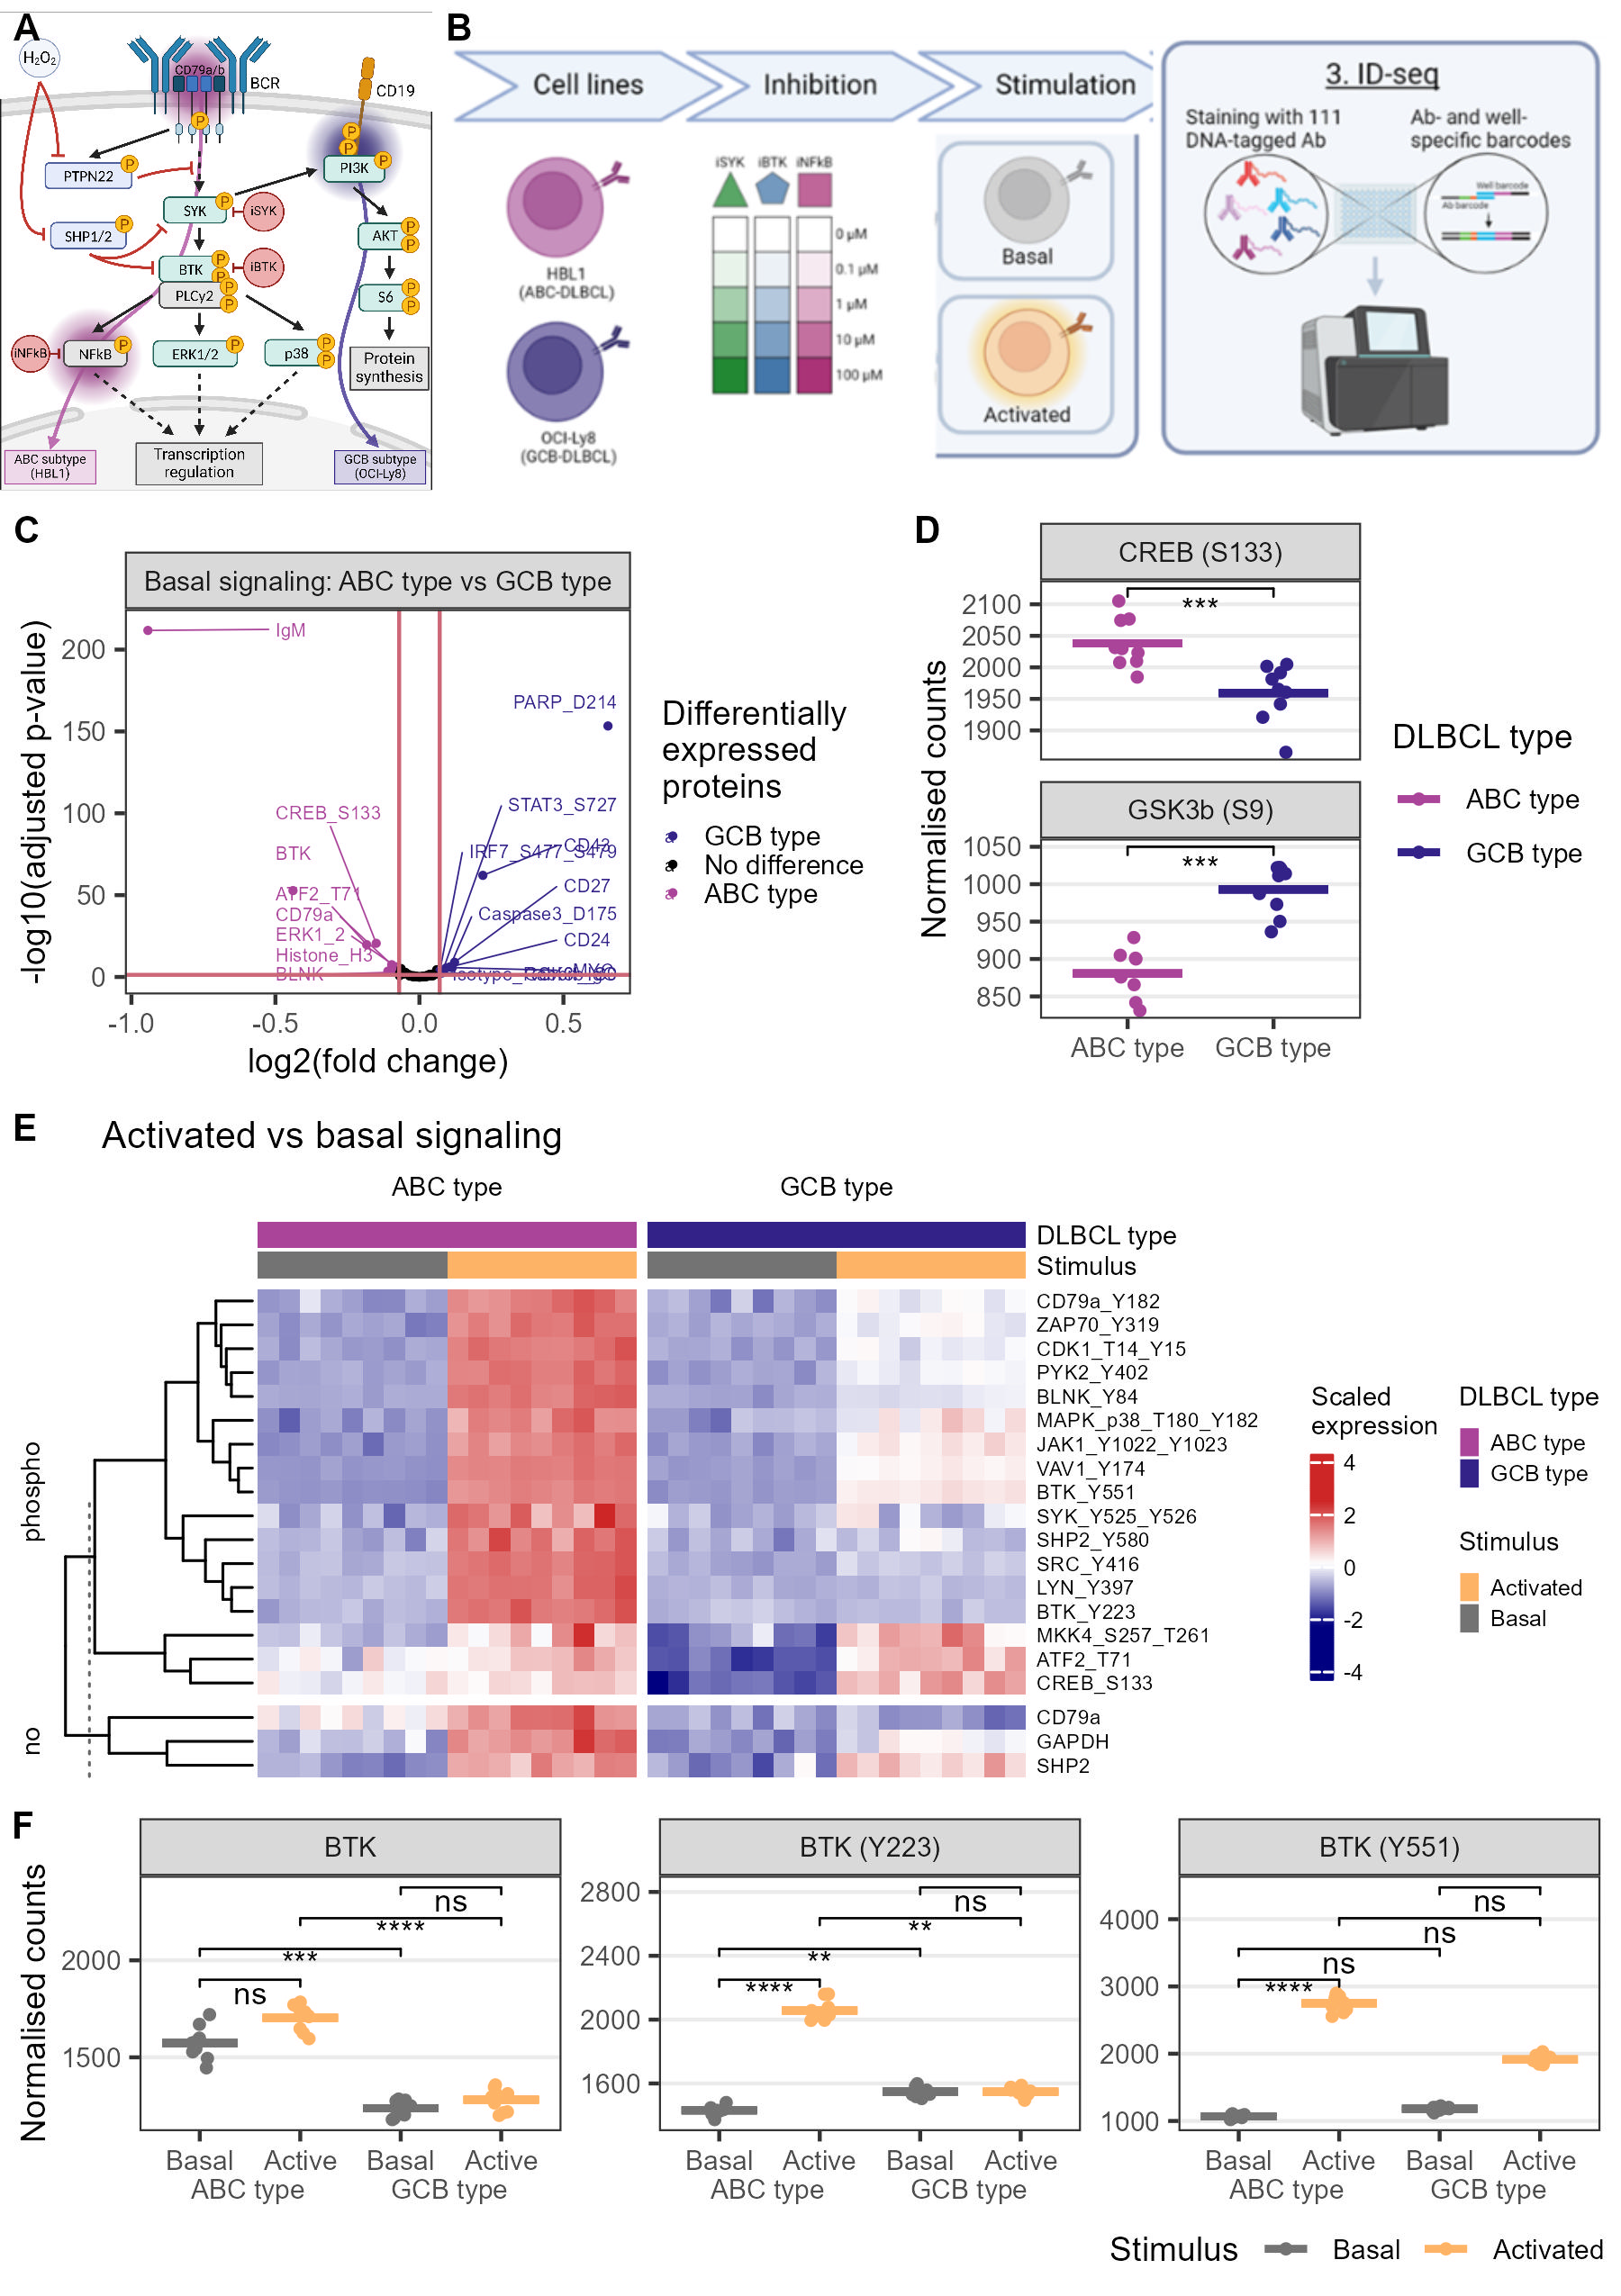 A
H₂O₂
CD79a/b
BCR
CD19
P
P
P
P
PI3K
P
PTPN22
P
SYK
P
iSYK
SHP1/2
P
AKT
P
P
BTK
P
P
iBTK
PLCy2
P
P
S6
P
P
iNFkB
NFkB
P
ERK1/2
P
p38
P
P
Protein
synthesis
ABC subtype
(HBL1)
Transcription
regulation
GCB subtype
(OCI-Ly8)
B
Cell lines
Inhibition
Stimulation
HBL1
(ABC-DLBCL)
OCI-Ly8
(GCB-DLBCL)
iSYK iBTK iNFkB
0 µM
0.1 µM
1 µM
10 µM
100 µM
Basal
Activated
3. ID-seq
Staining with 111
DNA-tagged Ab
Ab- and well-
specific barcodes
Well barcode
Ab barcode
C
Basal signaling: ABC type vs GCB type
-log10(adjusted p-value)
200
150
100
50
0
-1.0 -0.5 0.0 0.5
log2(fold change)
IgM
PARP_D214
STAT3_S727
CREB_S133
CD43
IRF7_S477_S479
BTK
CD27
ATF2_T71
CD79a
Caspase3_D175
ERK1_2
CD24
Histone_H3
BLNK
MYC
Differentially
expressed
proteins
GCB type
No difference
ABC type
D
CREB (S133)
***
2100
2050
2000
1950
1900
GSK3b (S9)
***
1050
1000
950
900
850
Normalised counts
ABC type GCB type
DLBCL type
ABC type
GCB type
E
Activated vs basal signaling
ABC type GCB type
DLBCL type
Stimulus
phospho
no
CD79a_Y182
ZAP70_Y319
CDK1_T14_Y15
PYK2_Y402
BLNK_Y84
MAPK_p38_T180_Y182
JAK1_Y1022_Y1023
VAV1_Y174
BTK_Y551
SYK_Y525_Y526
SHP2_Y580
SRC_Y416
LYN_Y397
BTK_Y223
MKK4_S257_T261
ATF2_T71
CREB_S133
CD79a
GAPDH
SHP2
Scaled
expression
4
2
0
-2
-4
DLBCL type
ABC type
GCB type
Stimulus
Activated
Basal
F
Normalised counts
BTK
ns
****
***
ns
2000
1500
Basal Active Basal Active
ABC type GCB type
BTK (Y223)
ns
**
**
****
2800
2400
2000
1600
Basal Active Basal Active
ABC type GCB type
BTK (Y551)
ns
ns
ns
****
4000
3000
2000
1000
Basal Active Basal Active
ABC type GCB type
Stimulus Basal Activated